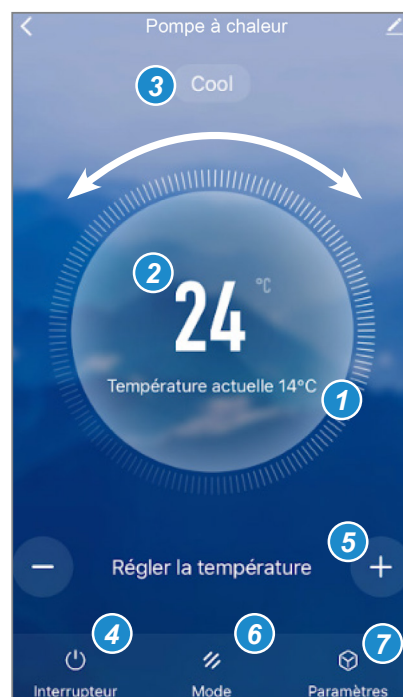 Pompe à chaleur
3 Cool
2 24 °C
Température actuelle 14°C
1
5
− Régler la température +
4 6 7
Interrupteur Mode Paramètres